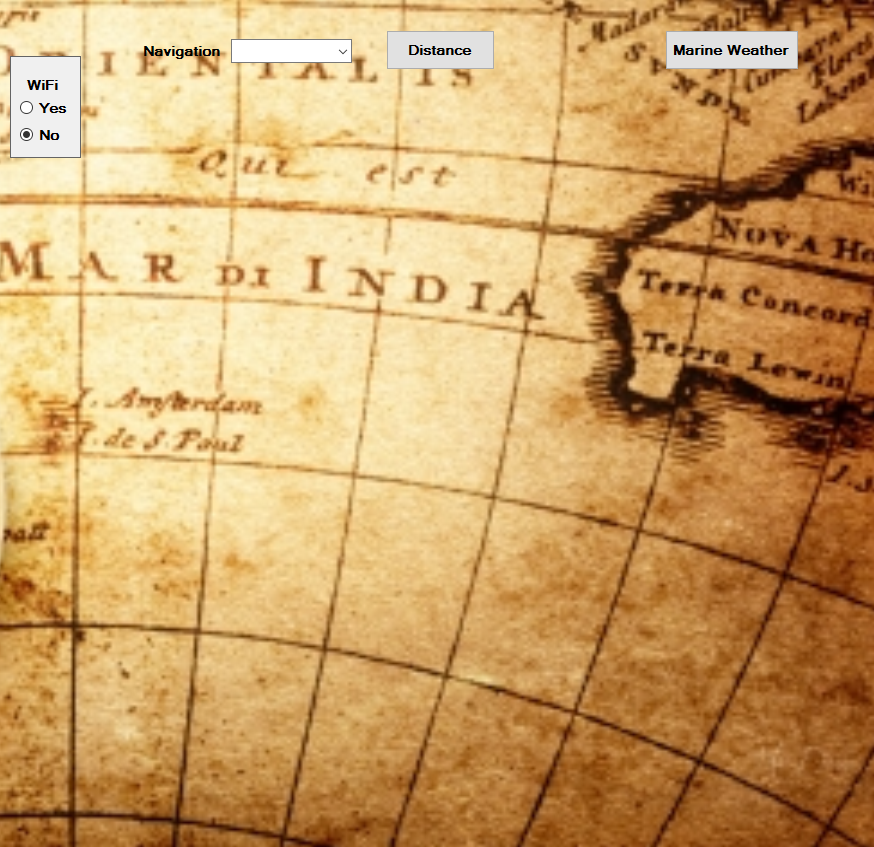 Navigation
Distance
Marine Weather
WiFi
Yes
No
ORIENTALIS
Qui est
MAR DI INDIA
NOVA
Terra Concord
Terra Lewin
I. Amsterdam
I. de S. Paul